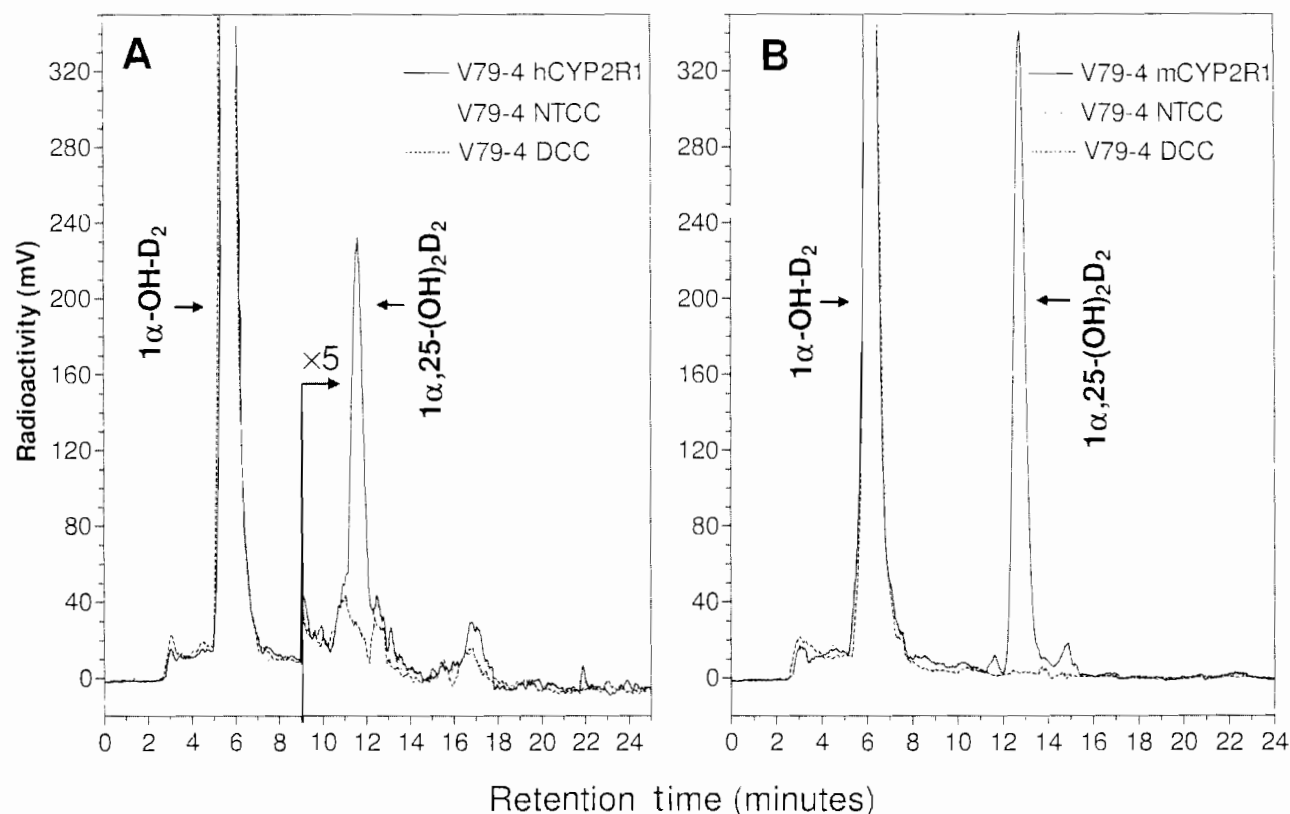 A
V79-4 hCYP2R1
V79-4 NTCC
V79-4 DCC
320
280
240
200
160
120
80
40
0
Radioactivity (mV)
1α-OH-D₂
×5
1α,25-(OH)₂D₂
0 2 4 6 8 10 12 14 16 18 20 22 24
B
V79-4 mCYP2R1
V79-4 NTCC
V79-4 DCC
320
280
240
200
160
120
80
40
0
1α-OH-D₂
1α,25-(OH)₂D₂
0 2 4 6 8 10 12 14 16 18 20 22 24
Retention time (minutes)